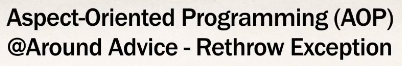 Aspect-Oriented Programming (AOP)
@Around Advice - Rethrow Exception